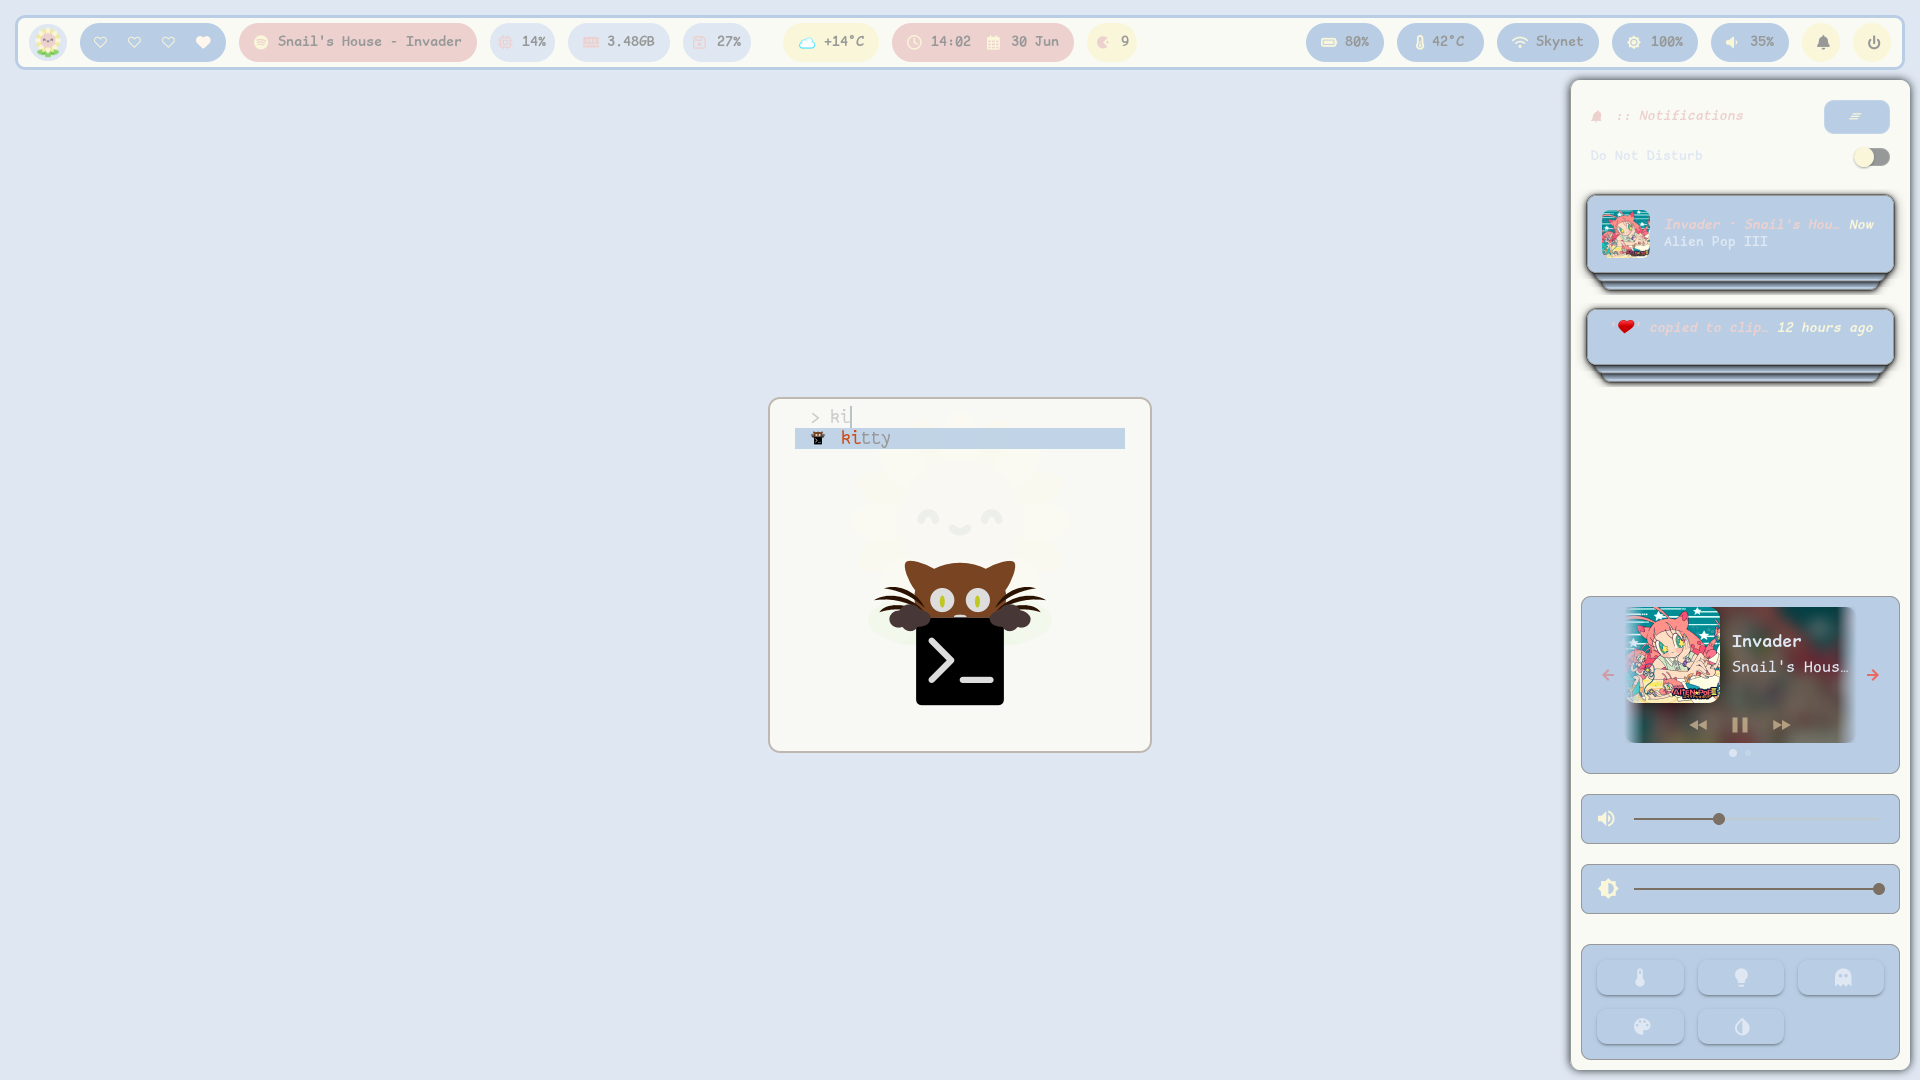 Snail's House - Invader 14% 3.48GB 27% +14°C 14:02 30 Jun 9 80% 42°C Skynet 100% 35%
:: Notifications
Do Not Disturb
Invader · Snail's Hou… Now
Alien Pop III
copied to clip… 12 hours ago
> ki
kitty
Invader
Snail's Hous…
ALIEN POP